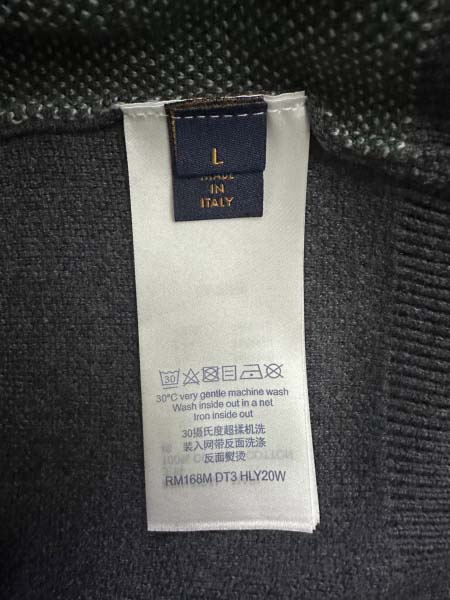 L
MADE
IN
ITALY
30
30°C very gentle machine wash
Wash inside out in a net
Iron inside out
30摄氏度超揉机洗
装入网带反面洗涤
反面熨烫
RM168M DT3 HLY20W